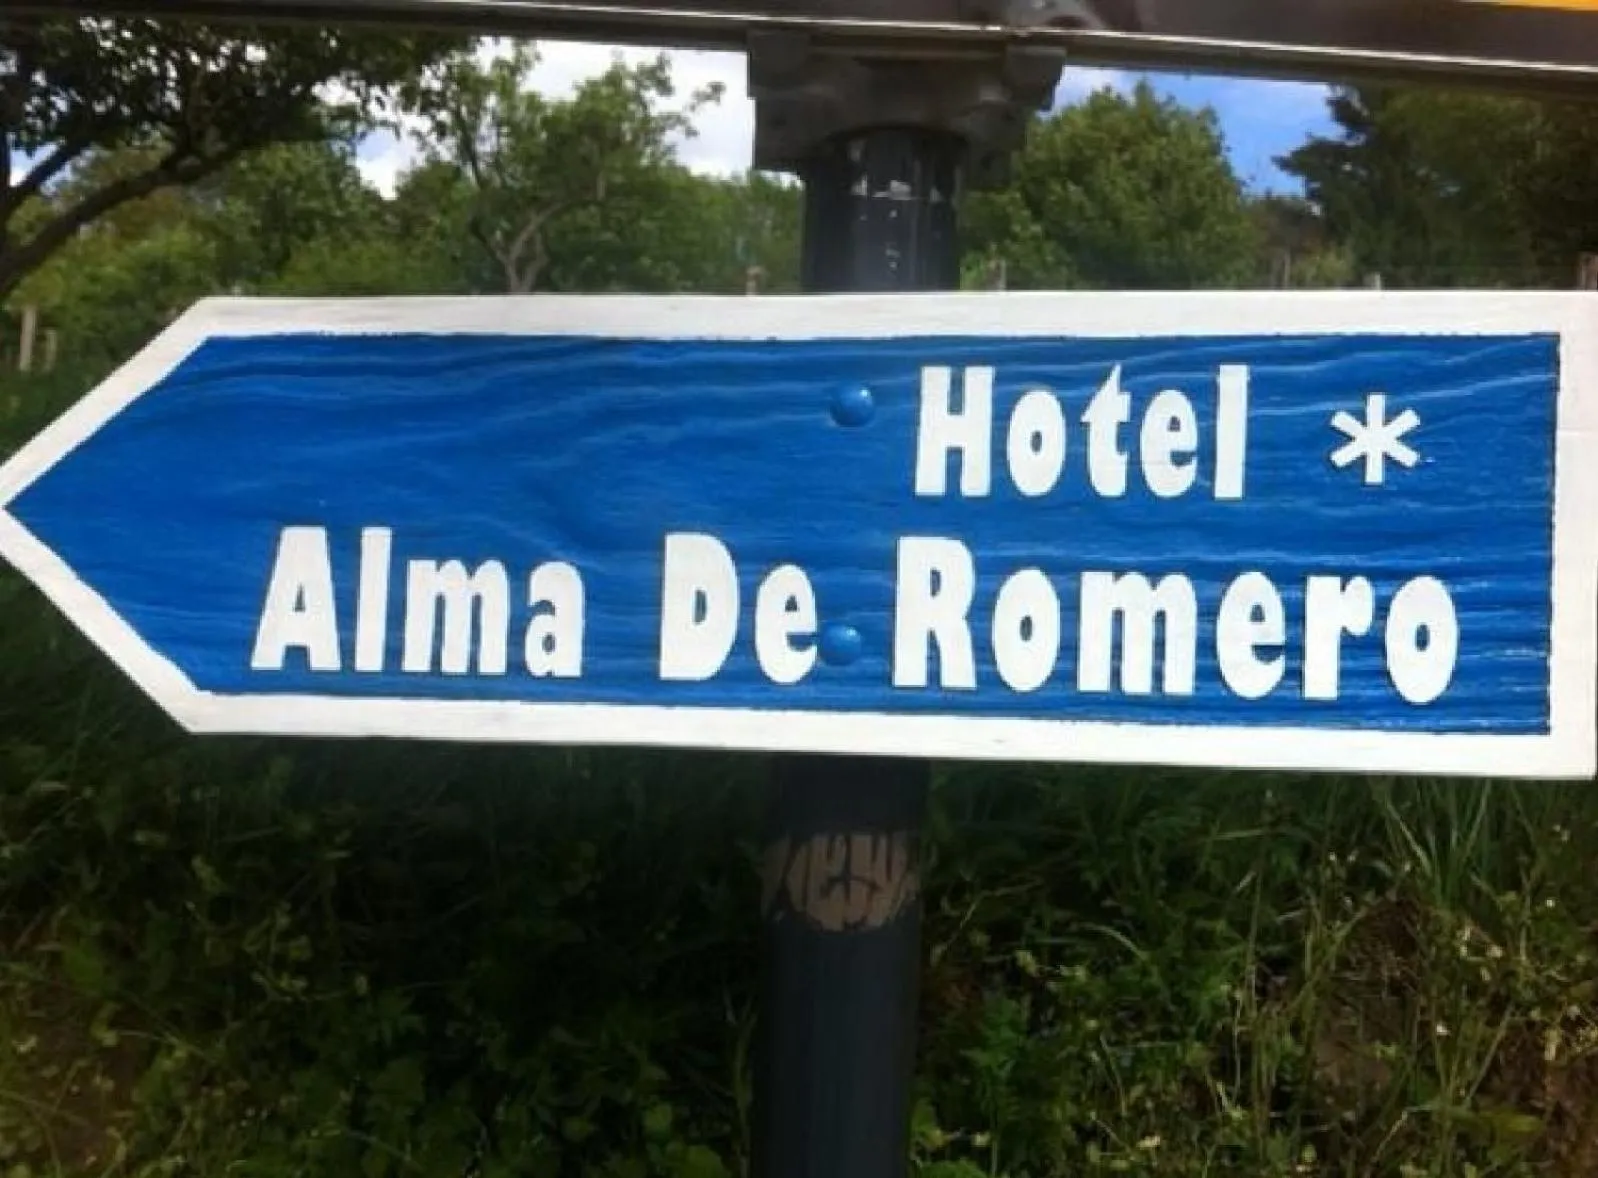 Hotel *
Alma De Romero